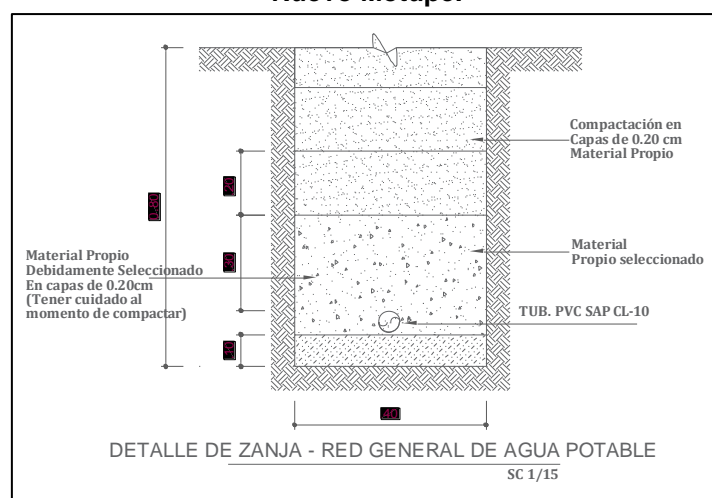 Compactación en
Capas de 0.20 cm
Material Propio
.20
Material Propio
Debidamente Seleccionado
En capas de 0.20cm
(Tener cuidado al
momento de compactar)
Material
Propio seleccionado
TUB. PVC SAP CL-10
.40
DETALLE DE ZANJA - RED GENERAL DE AGUA POTABLE
SC 1/15